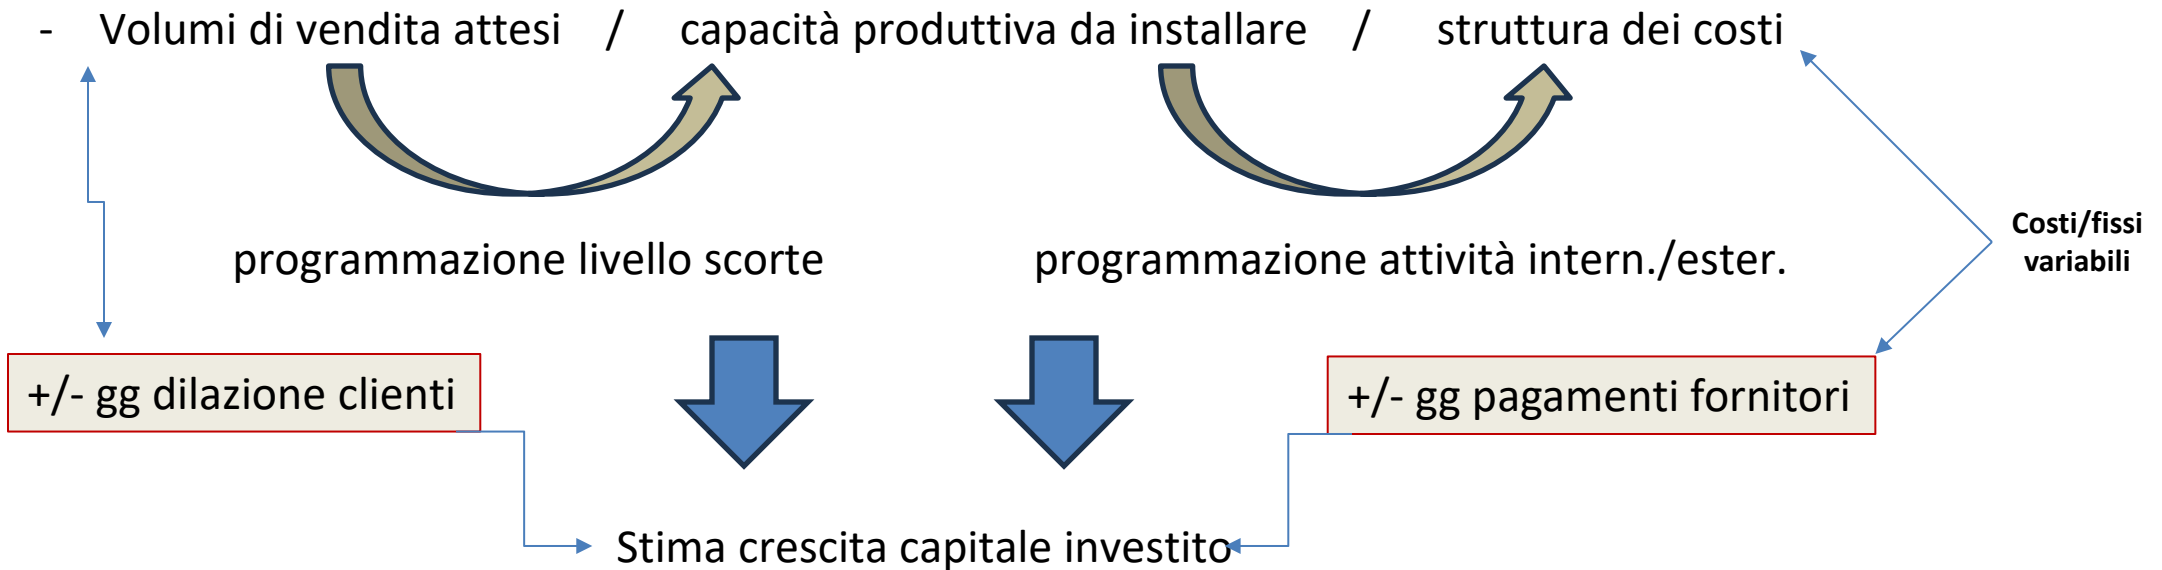 - Volumi di vendita attesi / capacità produttiva da installare / struttura dei costi
Costi/fissi
variabili
programmazione livello scorte programmazione attività intern./ester.
+/- gg dilazione clienti +/- gg pagamenti fornitori
Stima crescita capitale investito